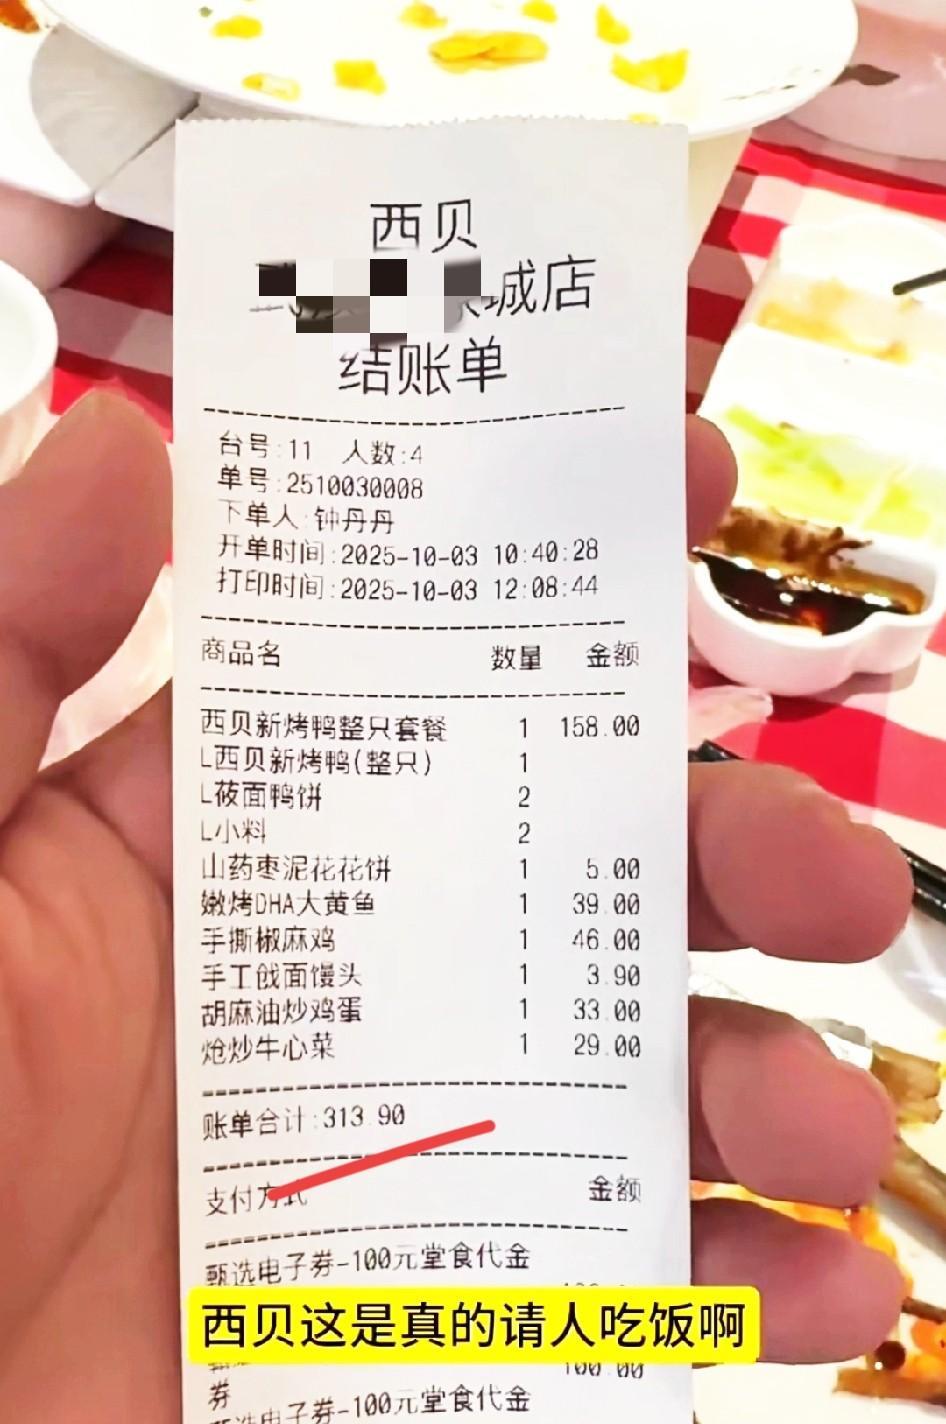 西贝
城店
结账单
台号:11 人数:4
单号:2510030008
下单人:钟丹丹
开单时间:2025-10-03 10:40:28
打印时间:2025-10-03 12:08:44
商品名 数量 金额
西贝新烤鸭整只套餐 1 158.00
L西贝新烤鸭(整只) 1
L莜面鸭饼 2
L小料 2
山药枣泥花花饼 1 5.00
嫩烤DHA大黄鱼 1 39.00
手撕椒麻鸡 1 46.00
手工戗面馒头 1 3.90
胡麻油炒鸡蛋 1 33.00
炝炒牛心菜 1 29.00
账单合计:313.90
支付方式 金额
甄选电子券-100元堂食代金
西贝这是真的请人吃饭啊
100.00
券
甄选电子券-100元堂食代金